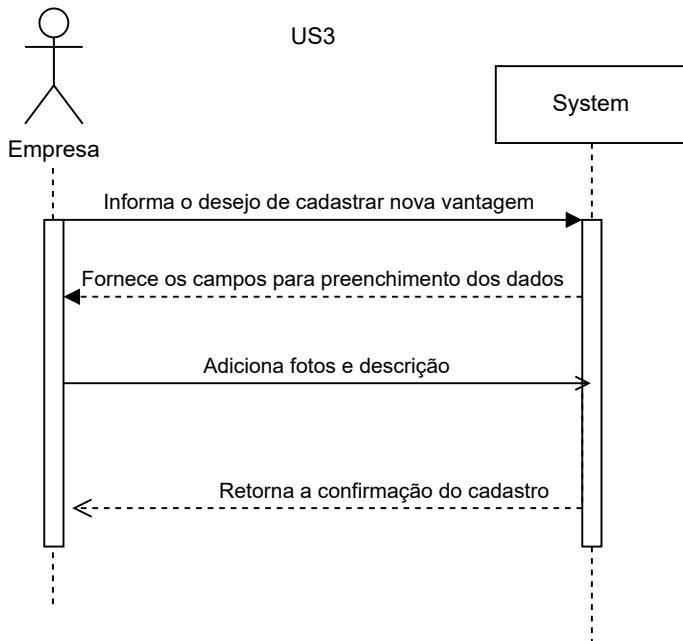 US3
System
Empresa
Informa o desejo de cadastrar nova vantagem
Fornece os campos para preenchimento dos dados
Adiciona fotos e descrição
Retorna a confirmação do cadastro